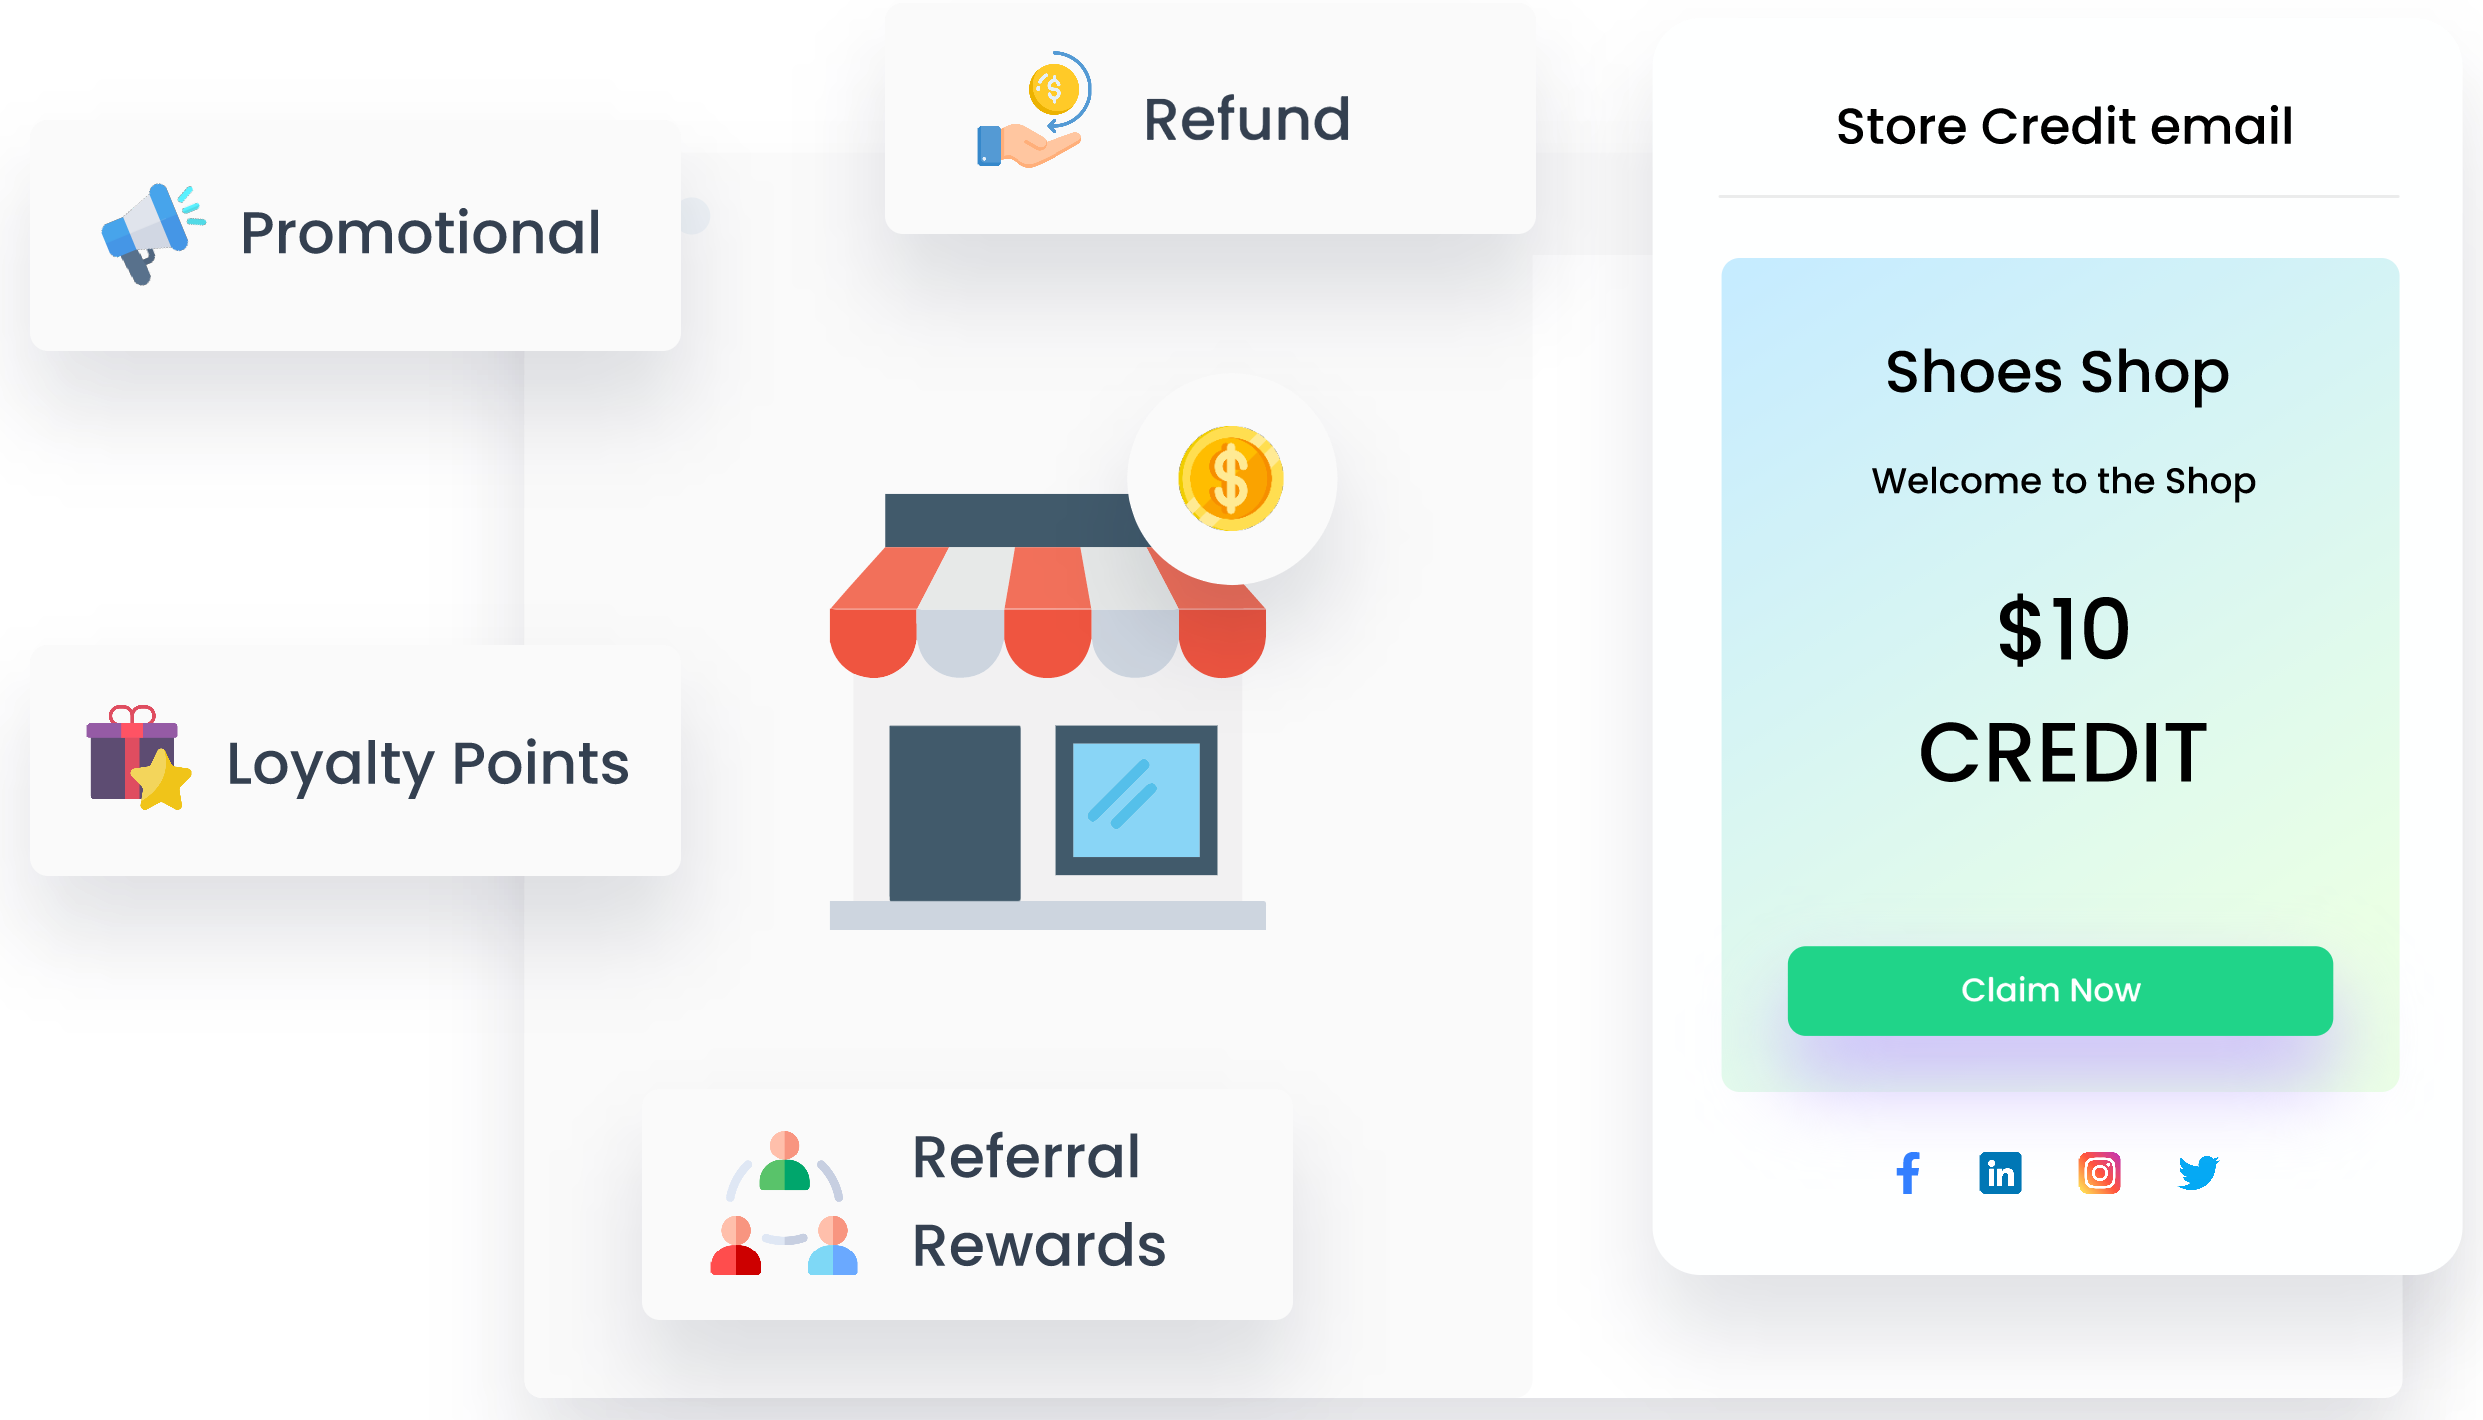 Promotional
Refund
Loyalty Points
Referral
Rewards
Store Credit email
Shoes Shop
Welcome to the Shop
$10
CREDIT
Claim Now